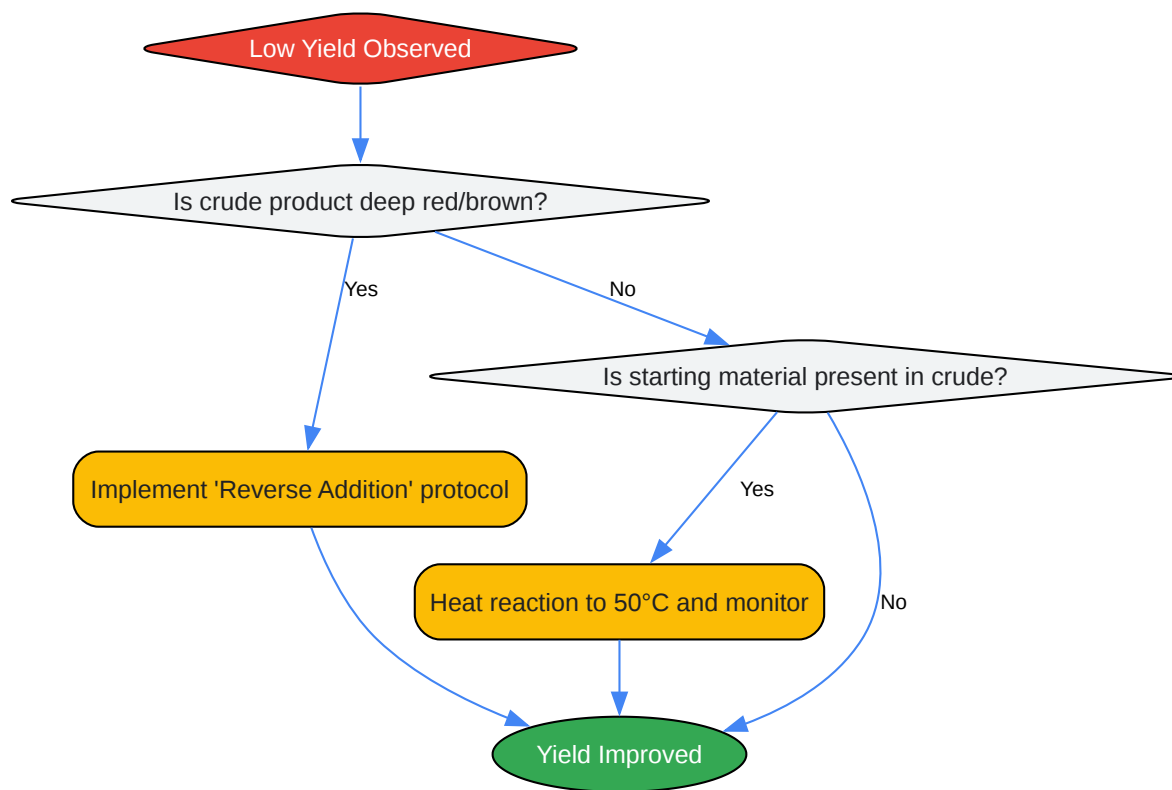 Low Yield Observed
Is crude product deep red/brown?
Yes
No
Is starting material present in crude?
Implement 'Reverse Addition' protocol
Yes
Heat reaction to 50°C and monitor
No
Yield Improved